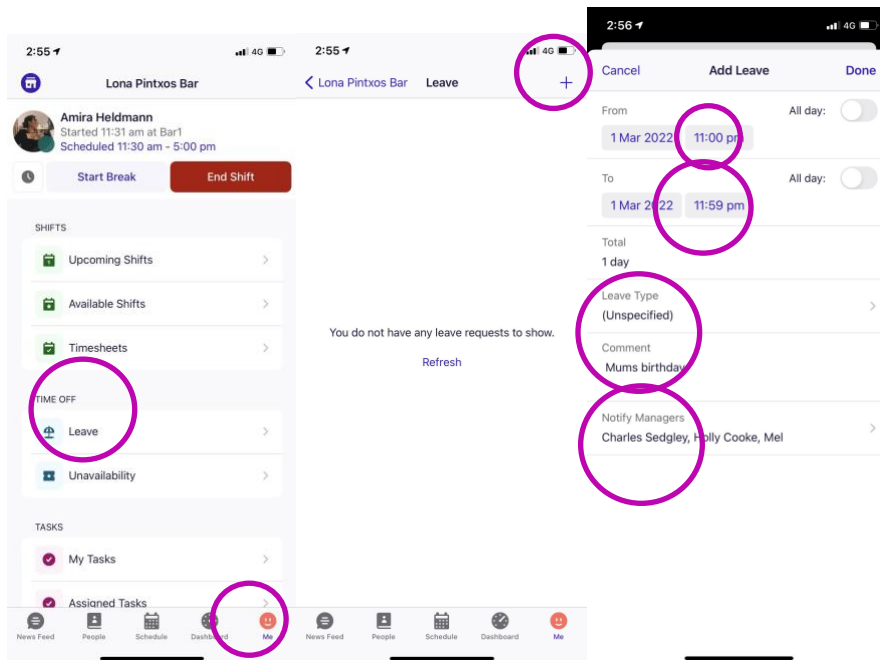 2:55
4G
Lona Pintxos Bar
Amira Heldmann
Started 11:31 am at Bar1
Scheduled 11:30 am - 5:00 pm
Start Break
End Shift
SHIFTS
Upcoming Shifts
Available Shifts
Timesheets
TIME OFF
Leave
Unavailability
TASKS
My Tasks
Assigned Tasks
News Feed
People
Schedule
Dashboard
Me
2:55
4G
Lona Pintxos Bar
Leave
+
You do not have any leave requests to show.
Refresh
News Feed
People
Schedule
Dashboard
Me
2:56
4G
Cancel
Add Leave
Done
From
All day:
1 Mar 2022
11:00 pm
To
All day:
1 Mar 2022
11:59 pm
Total
1 day
Leave Type
(Unspecified)
Comment
Mums birthday
Notify Managers
Charles Sedgley, Holly Cooke, Mel